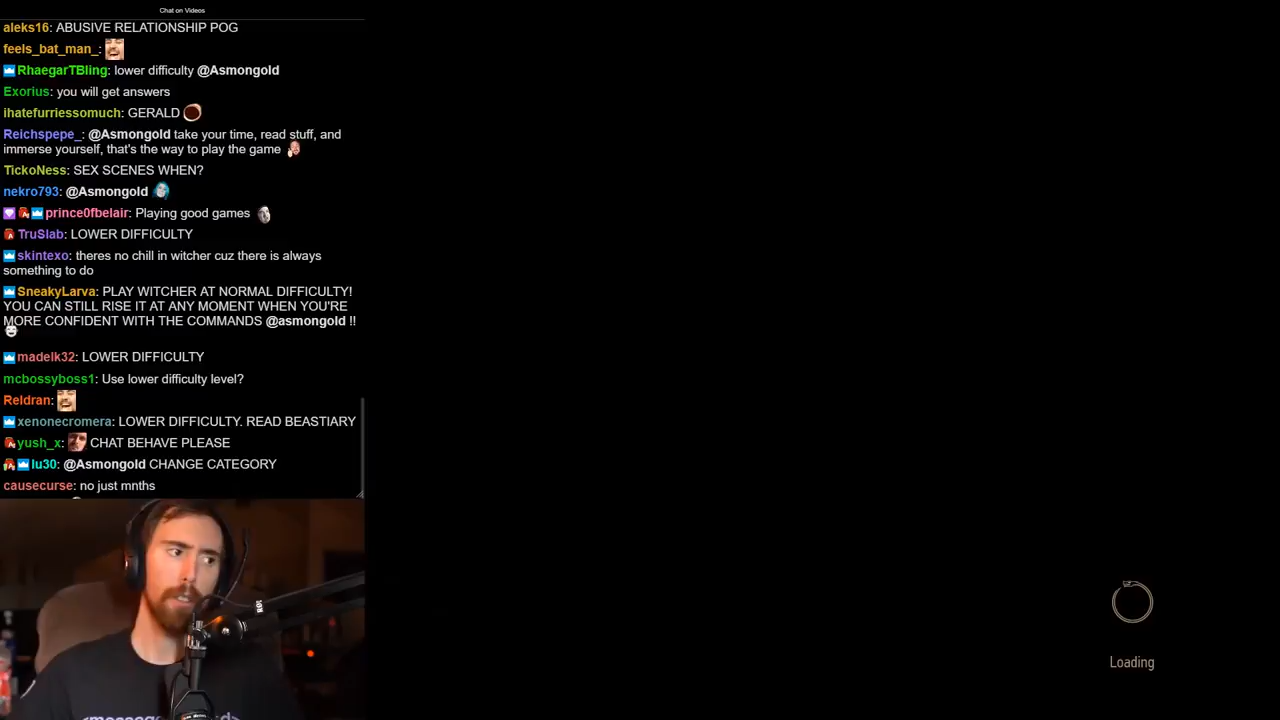 Chat on Videos
aleks16: ABUSIVE RELATIONSHIP POG
feels_bat_man_:
RhaegarTBling: lower difficulty @Asmongold
Exorius: you will get answers
ihatefurriessomuch: GERALD
Reichspepe_: @Asmongold take your time, read stuff, and
immerse yourself, that's the way to play the game
TickoNess: SEX SCENES WHEN?
nekro793: @Asmongold
prince0fbelair: Playing good games
TruSlab: LOWER DIFFICULTY
skintexo: theres no chill in witcher cuz there is always
something to do
SneakyLarva: PLAY WITCHER AT NORMAL DIFFICULTY!
YOU CAN STILL RISE IT AT ANY MOMENT WHEN YOU'RE
MORE CONFIDENT WITH THE COMMANDS @asmongold !!
madelk32: LOWER DIFFICULTY
mcbossyboss1: Use lower difficulty level?
Reldran:
xenonecromera: LOWER DIFFICULTY. READ BEASTIARY
yush_x: CHAT BEHAVE PLEASE
lu30: @Asmongold CHANGE CATEGORY
causecurse: no just mnths
Loading